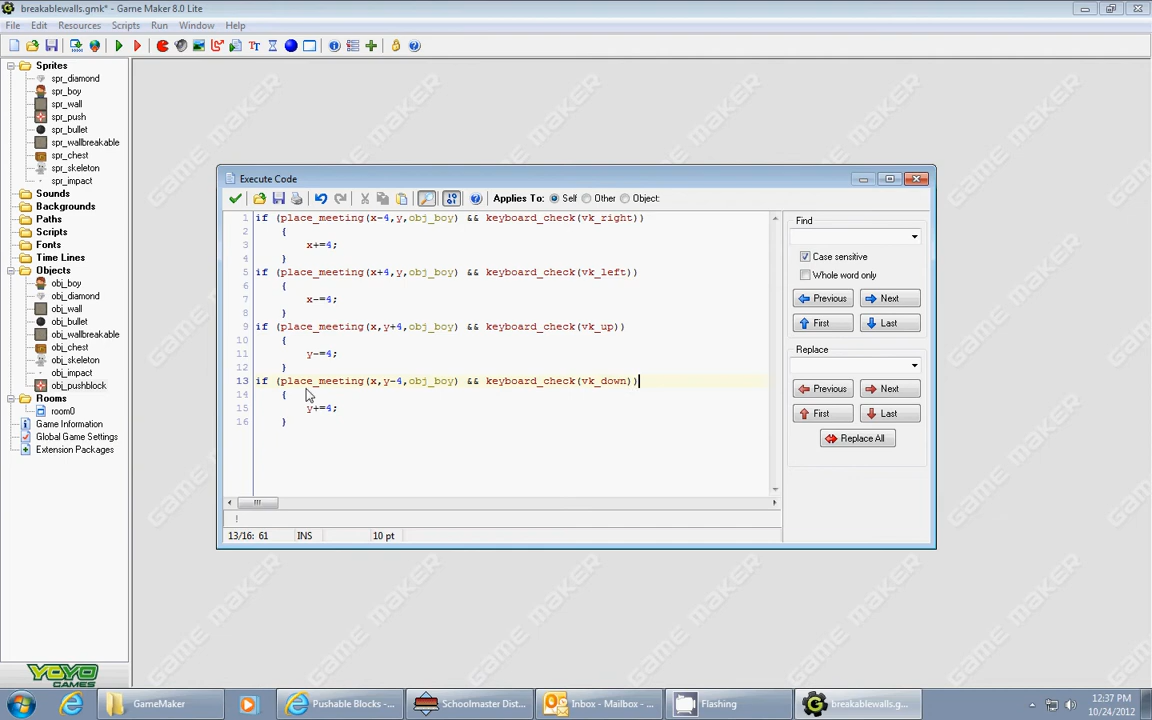 breakablewalls.gmk* - Game Maker 8.0 Lite
File Edit Resources Scripts Run Window Help
Sprites
spr_diamond
spr_boy
spr_wall
spr_push
spr_bullet
spr_wallbreakable
spr_chest
spr_skeleton
spr_impact
Sounds
Backgrounds
Paths
Scripts
Fonts
Time Lines
Objects
obj_boy
obj_diamond
obj_wall
obj_bullet
obj_wallbreakable
obj_chest
obj_skeleton
obj_impact
obj_pushblock
Rooms
room0
Game Information
Global Game Settings
Extension Packages
YOYO
GAMES
Execute Code
Applies To: Self Other Object:
1 if (place_meeting(x-4,y,obj_boy) && keyboard_check(vk_right))
2 {
3 x+=4;
4 }
5 if (place_meeting(x+4,y,obj_boy) && keyboard_check(vk_left))
6 {
7 x-=4;
8 }
9 if (place_meeting(x,y+4,obj_boy) && keyboard_check(vk_up))
10 {
11 y-=4;
12 }
13 if (place_meeting(x,y-4,obj_boy) && keyboard_check(vk_down))
14 {
15 y+=4;
16 }
13/16: 61 INS 10 pt
Find
Case sensitive
Whole word only
Previous Next
First Last
Replace
Previous Next
First Last
Replace All
GAME MAKER
GameMaker
Pushable Blocks -...
Schoolmaster Dist...
Inbox - Mailbox - ...
Flashing
breakablewalls.g...
12:37 PM
10/24/2012